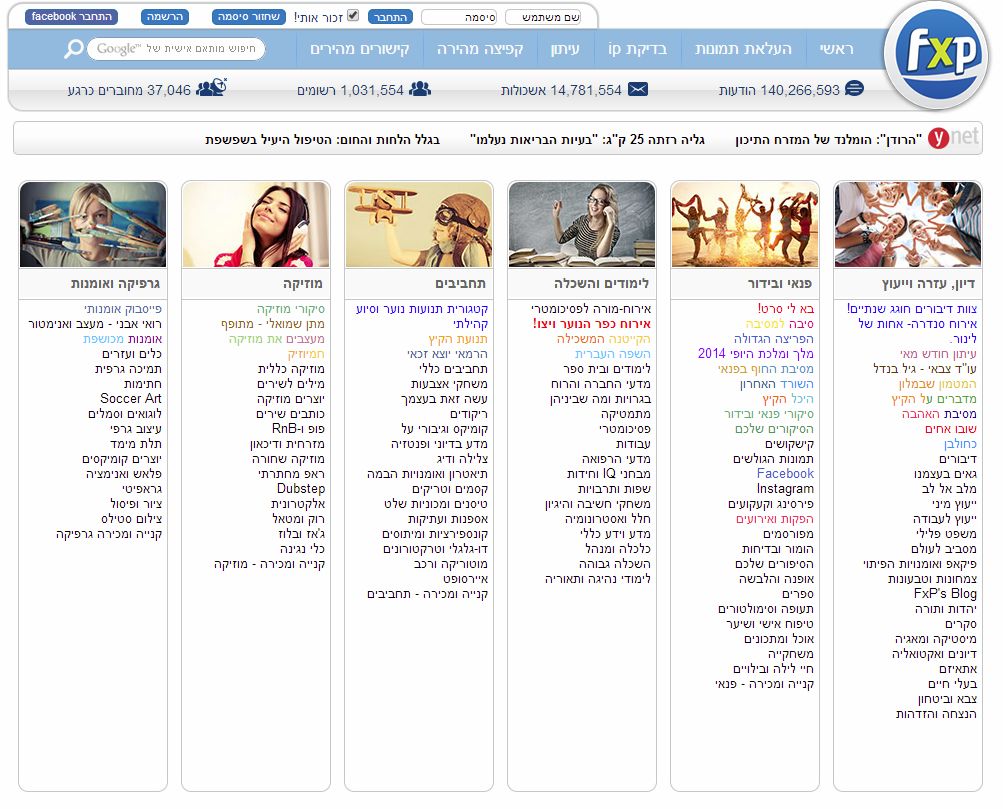 שם משתמש סיסמה התחבר זכור אותי! שחזור סיסמה הרשמה התחבר facebook
fxp
ראשי העלאת תמונות בדיקת ip עיתון קפיצה מהירה קישורים מהירים
Google™ חיפוש מותאם אישית של
140,266,593 הודעות 14,781,554 אשכולות 1,031,554 רשומים 37,046 מחוברים כרגע
ynet "הרודן": הומלנד של המזרח התיכון גליה רזתה 25 ק"ג: "בעיות הבריאות נעלמו" בגלל הלחות והחום: הטיפול היעיל בשפשפת
דיון, עזרה וייעוץ
צוות דיבורים חוגג שנתיים!
אירוח סנדרה- אחות של
לינור.
עיתון חודש מאי
עו"ד צבאי - גיל בנדל
המטמון שבמלון
מדברים על הקיץ
מסיבת האהבה
שובו אחים
כחולבן
דיבורים
גאים בעצמנו
מלב אל לב
ייעוץ מיני
ייעוץ לעבודה
משפט פלילי
מסביב לעולם
פיקאפ ואומנויות הפיתוי
צמחונות וטבעונות
FxP's Blog
יהדות ותורה
סקרים
מיסטיקה ומאגיה
דיונים ואקטואליה
אתאיזם
בעלי חיים
צבא וביטחון
הנצחה והזדהות
פנאי ובידור
בא לי סרט!
סיבה למסיבה
הפריצה הגדולה
מלך ומלכת היופי 2014
מסיבת החוף בפנאי
השורד האחרון
היכל הקיץ
סיקורי פנאי ובידור
הסיקורים שלכם
קישקושים
תמונות הגולשים
Facebook
Instagram
פירסינג וקעקועים
הפקות ואירועים
מפורסמים
הומור ובדיחות
הסיפורים שלכם
אופנה והלבשה
ספרים
תעופה וסימולטורים
טיפוח אישי ושיער
אוכל ומתכונים
משחקייה
חיי לילה ובילויים
קנייה ומכירה - פנאי
לימודים והשכלה
אירוח-מורה לפסיכומטרי
אירוח כפר הנוער ויצו!
הקייטנה המשכילה
השפה העברית
לימודים ובית ספר
מדעי החברה והרוח
בגרויות ומה שביניהן
מתמטיקה
פסיכומטרי
עבודות
מדעי הרפואה
מבחני IQ וחידות
שפות ותרבויות
משחקי חשיבה והיגיון
חלל ואסטרונומיה
מדע וידע כללי
כלכלה ומנהל
השכלה גבוהה
לימודי נהיגה ותאוריה
תחביבים
קטגורית תנועות נוער וסיוע
קהילתי
תנועת הקיץ
הרמאי יוצא זכאי
תחביבים כללי
משחקי אצבעות
עשה זאת בעצמך
ריקודים
קומיקס וגיבורי על
מדע בדיוני ופנטזיה
צלילה ודיג
תיאטרון ואומנויות הבמה
קסמים וטריקים
טיסנים ומכוניות שלט
אספנות ועתיקות
קונספירציות ומיתוסים
דו-גלגלי וטרקטורונים
מוטוריקה ורכב
איירסופט
קנייה ומכירה - תחביבים
מוזיקה
סיקורי מוזיקה
מתן שמואלי - מתופף
מעצבים את מוזיקה
חמיוזיק
מוזיקה כללית
מילים לשירים
יוצרים מוזיקה
כותבים שירים
פופ ו-RnB
מזרחית ודיכאון
מוזיקה שחורה
ראפ מחתרתי
Dubstep
אלקטרונית
רוק ומטאל
ג'אז ובלוז
כלי נגינה
קנייה ומכירה - מוזיקה
גרפיקה ואומנות
פייסבוק אומנותי
רואי אבני - מעצב ואנימטור
אומנות מכושפת
כלים ועזרים
תמיכה גרפית
חתימות
Soccer Art
לוגואים וסמלים
עיצוב גרפי
תלת מימד
יוצרים קומיקסים
פלאש ואנימציה
גראפיטי
ציור ופיסול
צילום סטילס
קנייה ומכירה גרפיקה